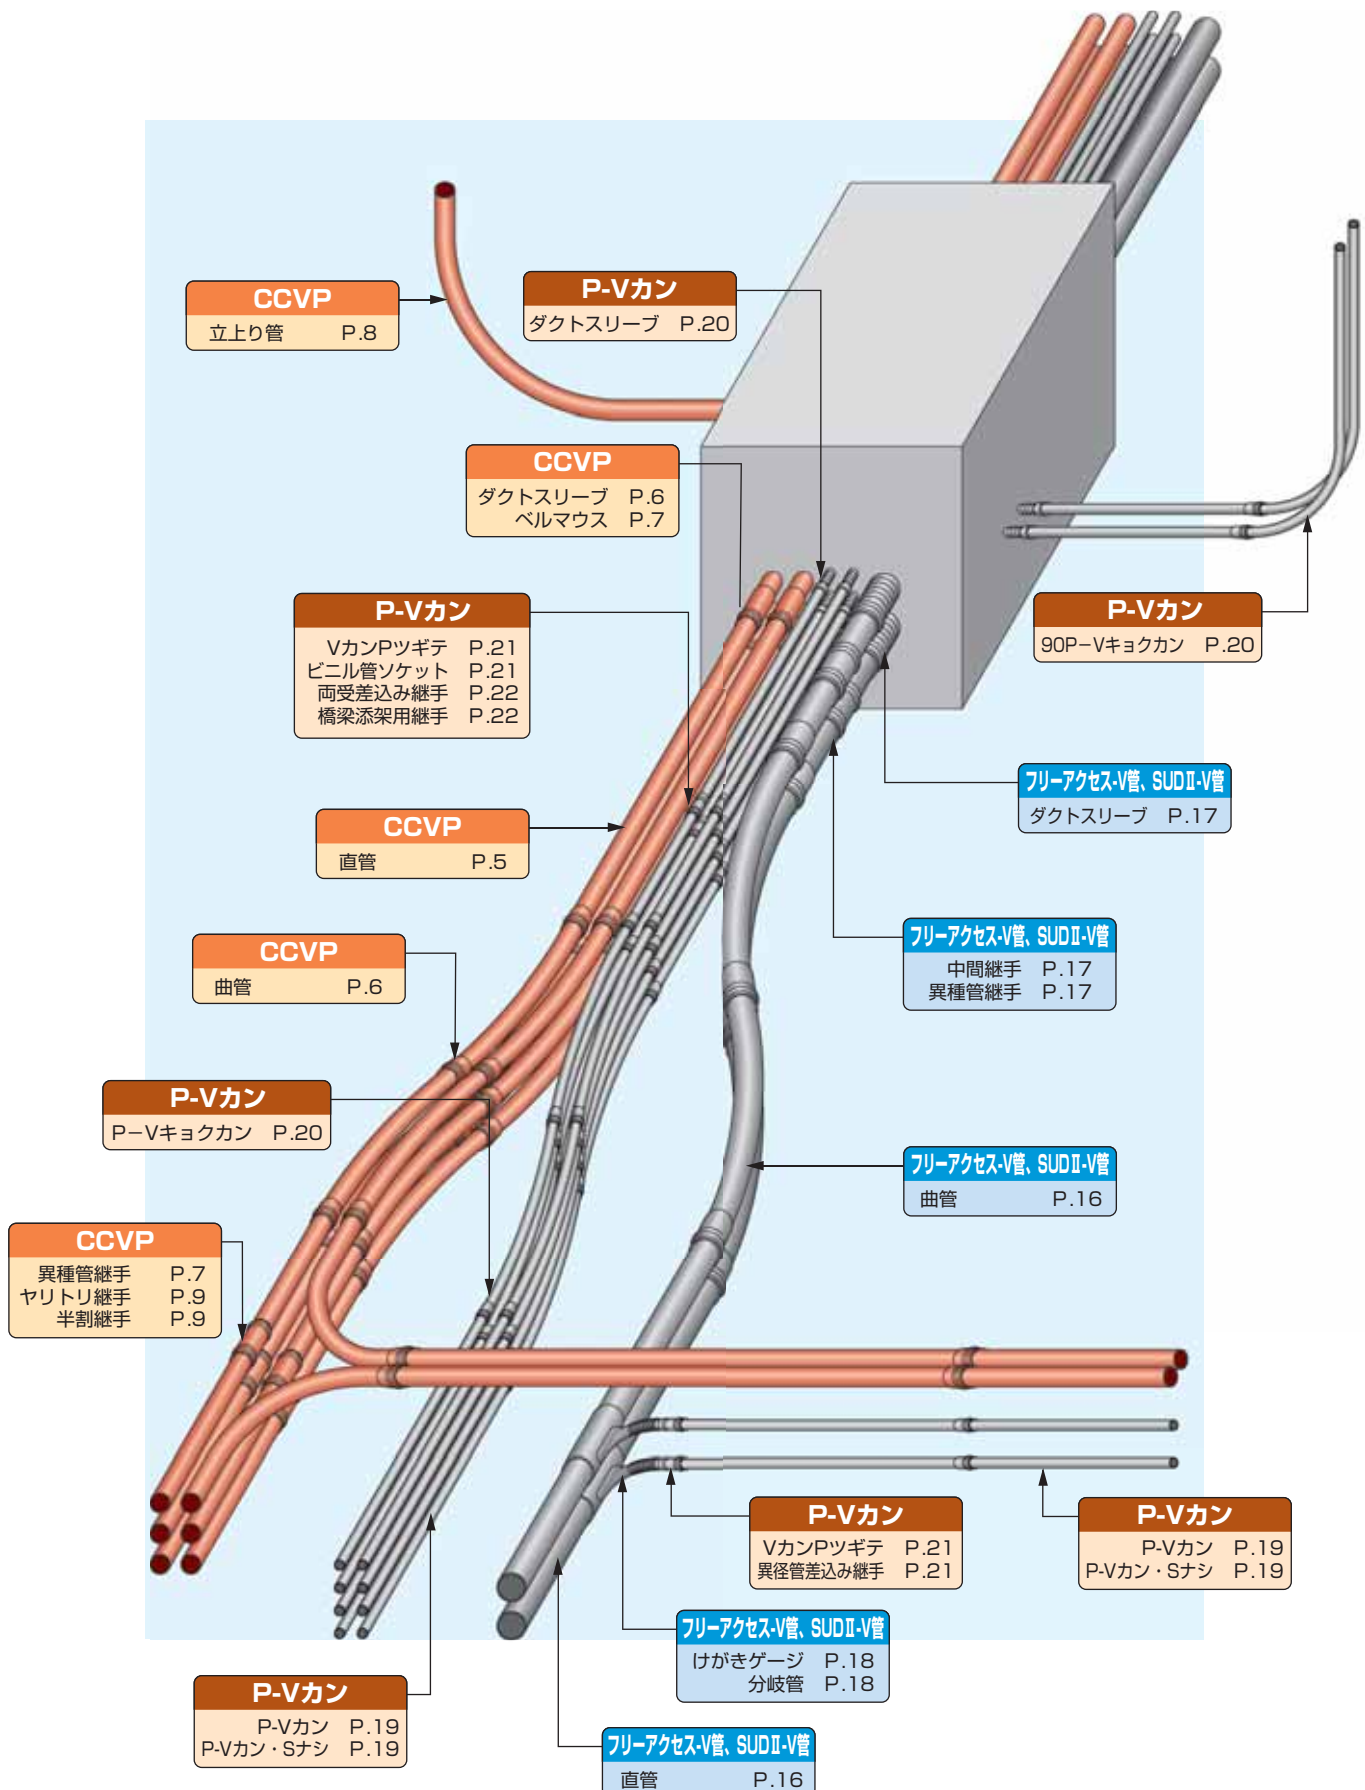 CCVP
立上り管 P.8
P-Vカン
ダクトスリーブ P.20
CCVP
ダクトスリーブ P.6
ベルマウス P.7
P-Vカン
VカンPツギテ P.21
ビニル管ソケット P.21
両受差込み継手 P.22
橋梁添架用継手 P.22
P-Vカン
90P−Vキョクカン P.20
フリーアクセス-V管、SUDⅡ-V管
ダクトスリーブ P.17
CCVP
直管 P.5
フリーアクセス-V管、SUDⅡ-V管
中間継手 P.17
異種管継手 P.17
CCVP
曲管 P.6
P-Vカン
P−Vキョクカン P.20
フリーアクセス-V管、SUDⅡ-V管
曲管 P.16
CCVP
異種管継手 P.7
ヤリトリ継手 P.9
半割継手 P.9
P-Vカン
VカンPツギテ P.21
異径管差込み継手 P.21
P-Vカン
P-Vカン P.19
P-Vカン・Sナシ P.19
フリーアクセス-V管、SUDⅡ-V管
けがきゲージ P.18
分岐管 P.18
P-Vカン
P-Vカン P.19
P-Vカン・Sナシ P.19
フリーアクセス-V管、SUDⅡ-V管
直管 P.16